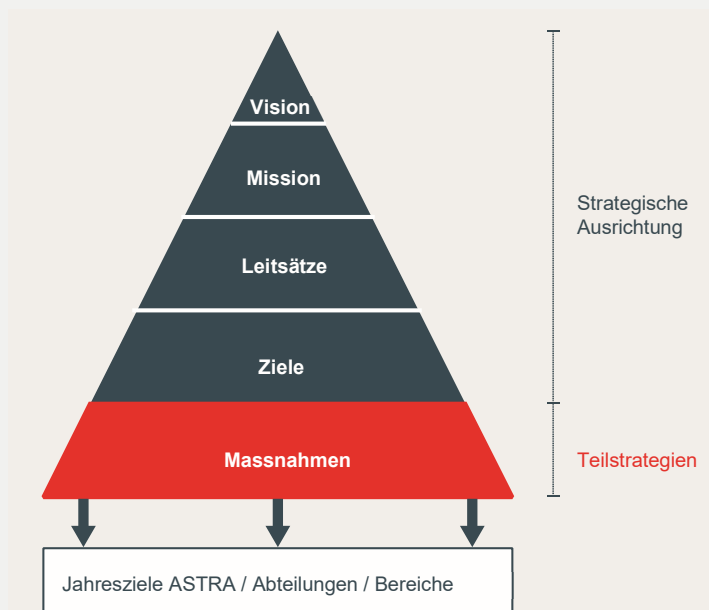 Vision
Mission
Leitsätze
Ziele
Massnahmen
Strategische
Ausrichtung
Teilstrategien
Jahresziele ASTRA / Abteilungen / Bereiche